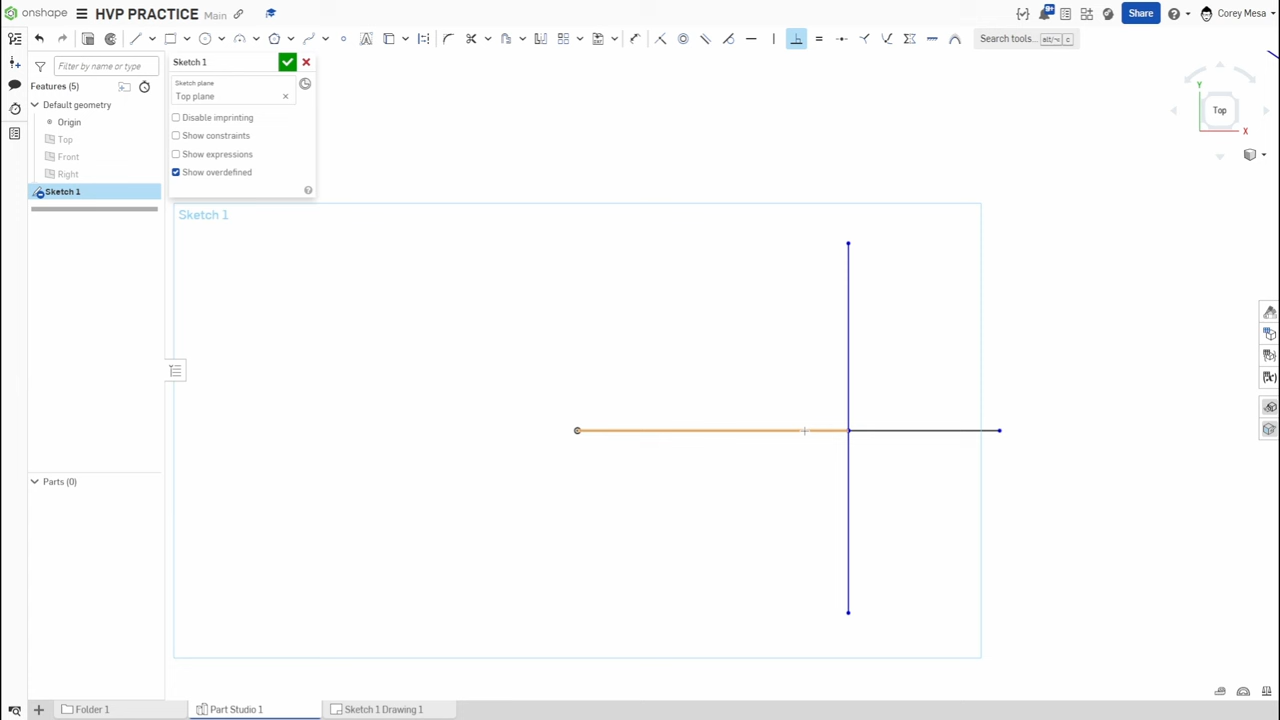 onshape HVP PRACTICE Main 9+ Share Corey Mesa
Search tools... alt/⌥ c
Sketch 1
Filter by name or type
Sketch plane
Features (5)
Top plane
Default geometry
Origin
Disable imprinting
Top
Show constraints
Front
Show expressions
Right
Show overdefined
Sketch 1
Sketch 1
Y
Top
X
Parts (0)
Folder 1 Part Studio 1 Sketch 1 Drawing 1